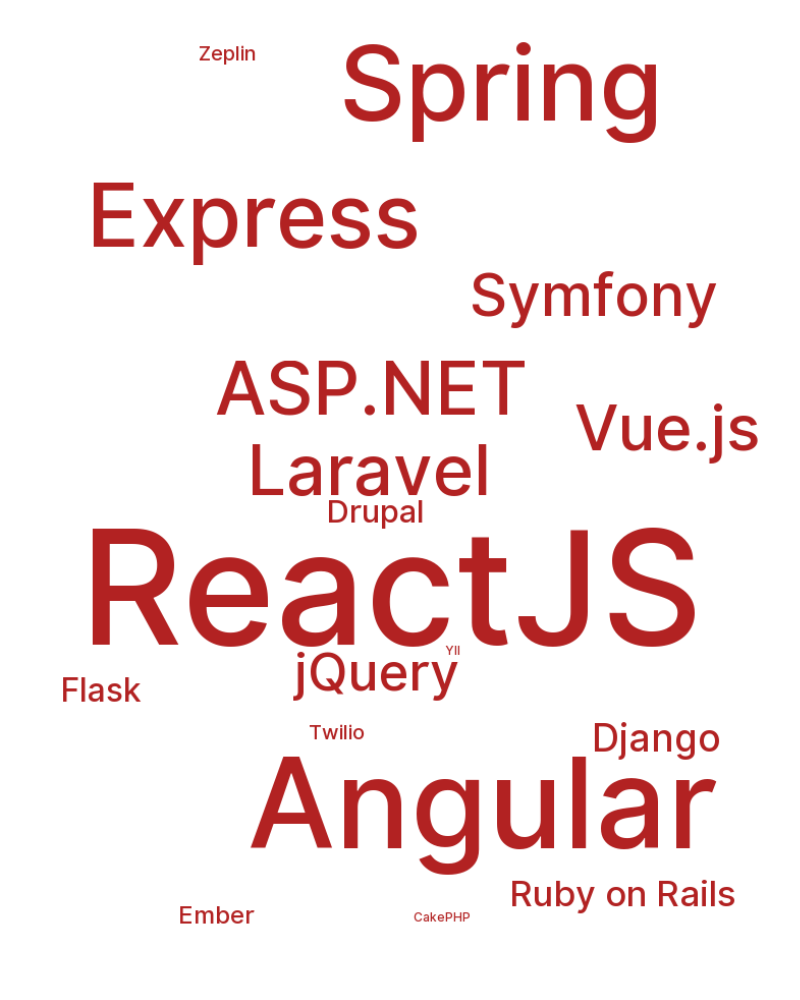 Zeplin
Spring
Express
Symfony
ASP.NET
Vue.js
Laravel
Drupal
ReactJS
YII
jQuery
Flask
Twilio
Django
Angular
Ruby on Rails
Ember
CakePHP